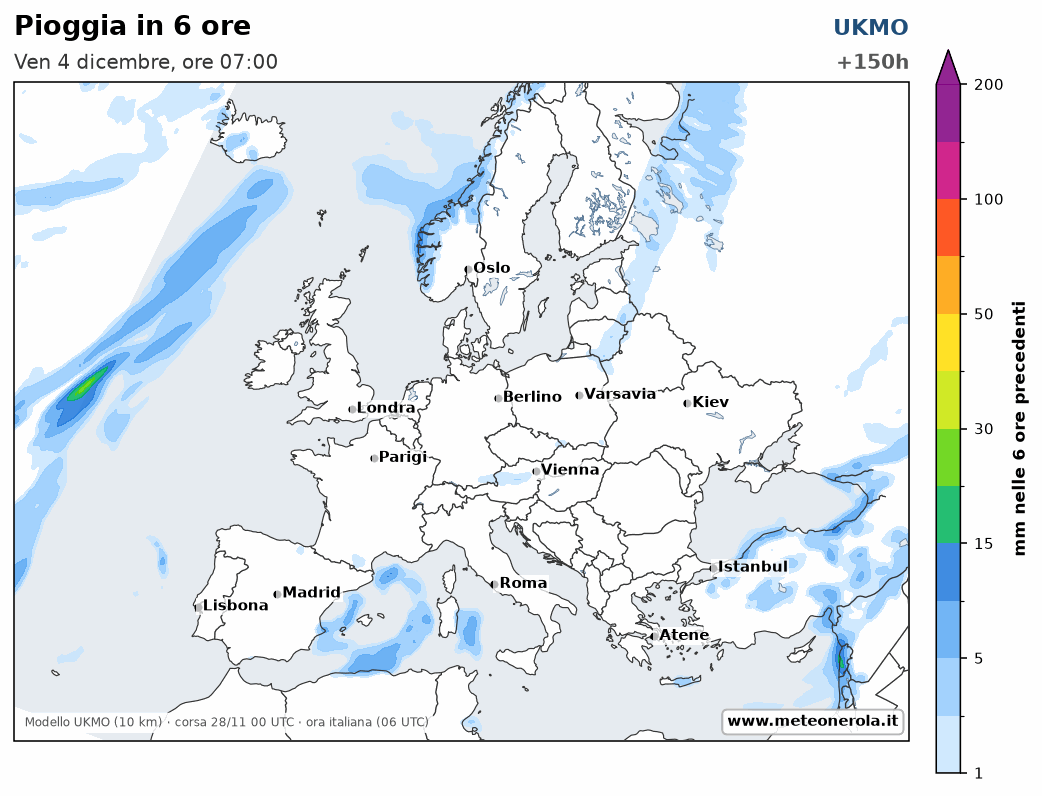 Pioggia in 6 ore
UKMO
Ven 4 dicembre, ore 07:00
+150h
200
100
50
30
15
5
1
mm nelle 6 ore precedenti
Oslo
Berlino
Varsavia
Kiev
Londra
Parigi
Vienna
Istanbul
Roma
Madrid
Lisbona
Atene
Modello UKMO (10 km) · corsa 28/11 00 UTC · ora italiana (06 UTC)
www.meteonerola.it